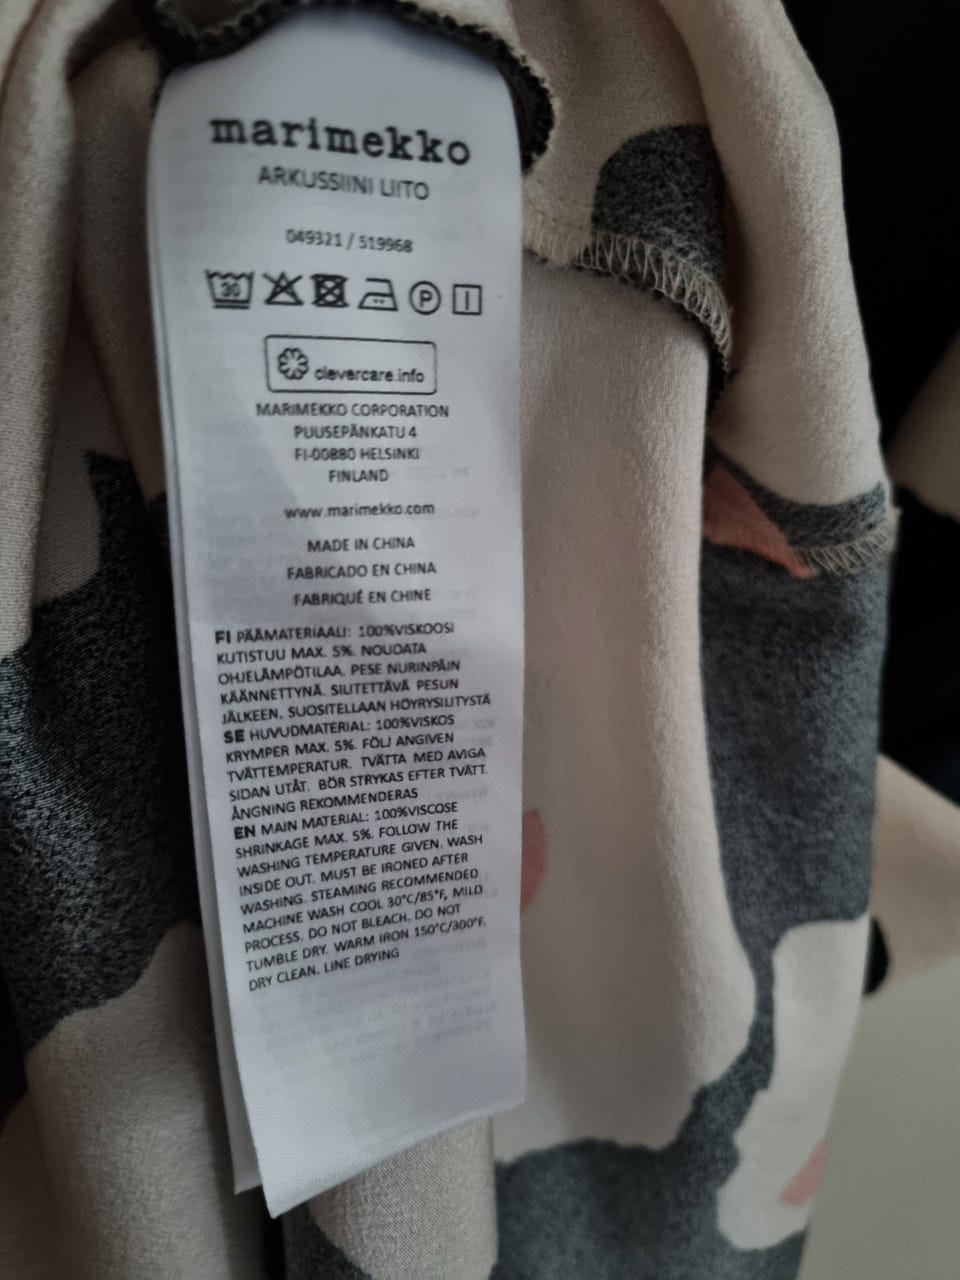 marimekko
ARKUSSIINI LIITO
049321 / 519968
30
P
clevercare.info
MARIMEKKO CORPORATION
PUUSEPÄNKATU 4
FI-00880 HELSINKI
FINLAND
www.marimekko.com
MADE IN CHINA
FABRICADO EN CHINA
FABRIQUÉ EN CHINE
FI PÄÄMATERIAALI: 100%VISKOOSI
KUTISTUU MAX. 5%. NOUDATA
OHJELÄMPÖTILAA. PESE NURINPÄIN
KÄÄNNETTYNÄ. SILITETTÄVÄ PESUN
JÄLKEEN. SUOSITELLAAN HÖYRYSILITYSTÄ
SE HUVUDMATERIAL: 100%VISKOS
KRYMPER MAX. 5%. FÖLJ ANGIVEN
TVÄTTEMPERATUR. TVÄTTA MED AVIGA
SIDAN UTÅT. BÖR STRYKAS EFTER TVÄTT.
ÅNGNING REKOMMENDERAS
EN MAIN MATERIAL: 100%VISCOSE
SHRINKAGE MAX. 5%. FOLLOW THE
WASHING TEMPERATURE GIVEN. WASH
INSIDE OUT. MUST BE IRONED AFTER
WASHING. STEAMING RECOMMENDED
MACHINE WASH COOL 30°C/85°F, MILD
PROCESS. DO NOT BLEACH. DO NOT
TUMBLE DRY. WARM IRON 150°C/300°F.
DRY CLEAN. LINE DRYING